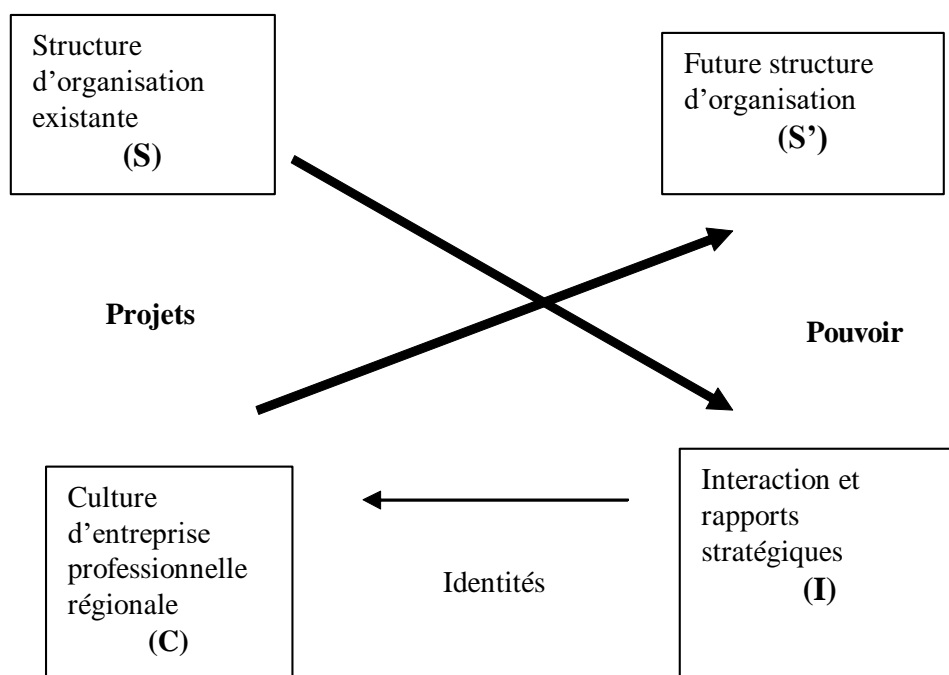 Structure
d’organisation
existante
(S)
Future structure
d’organisation
(S’)
Projets
Pouvoir
Culture
d’entreprise
professionnelle
régionale
(C)
Identités
Interaction et
rapports
stratégiques
(I)